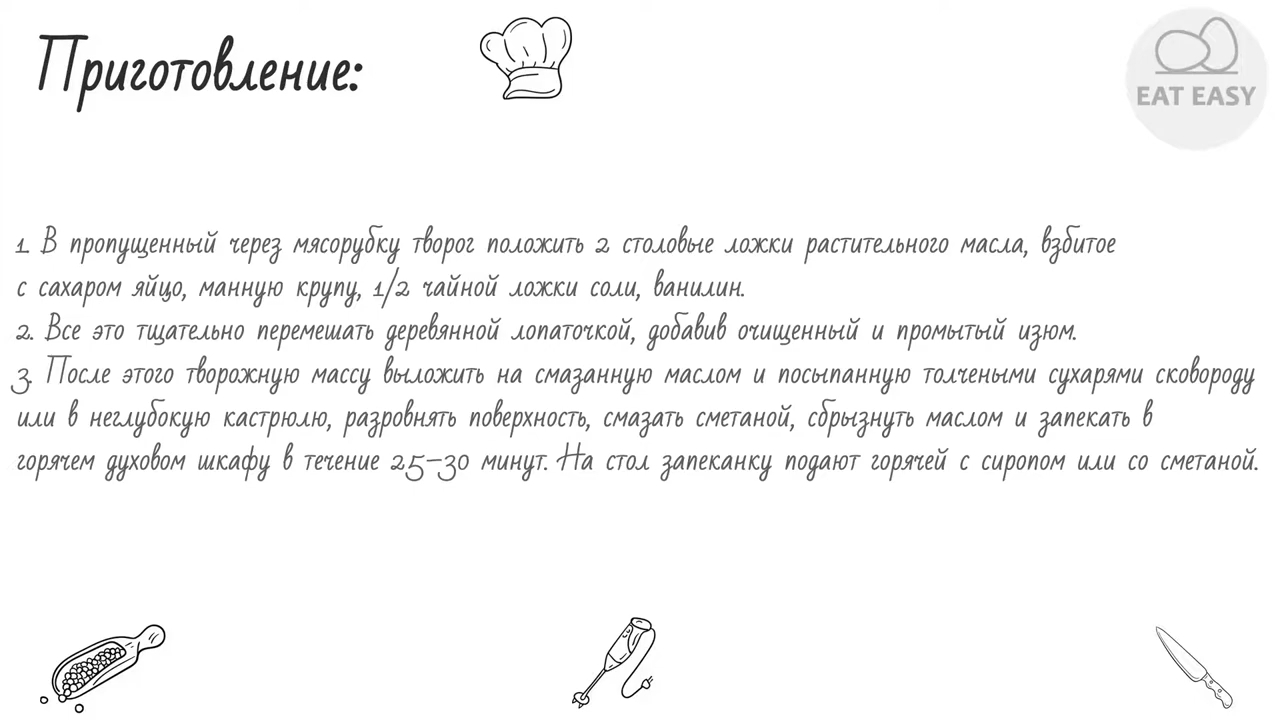 Приготовление:
EAT EASY
1. В пропущенный через мясорубку творог положить 2 столовые ложки растительного масла, взбитое
с сахаром яйцо, манную крупу, 1/2 чайной ложки соли, ванилин.
2. Все это тщательно перемешать деревянной лопаточкой, добавив очищенный и промытый изюм.
3. После этого творожную массу выложить на смазанную маслом и посыпанную толчеными сухарями сковороду
или в неглубокую кастрюлю, разровнять поверхность, смазать сметаной, сбрызнуть маслом и запекать в
горячем духовом шкафу в течение 25–30 минут. На стол запеканку подают горячей с сиропом или со сметаной.